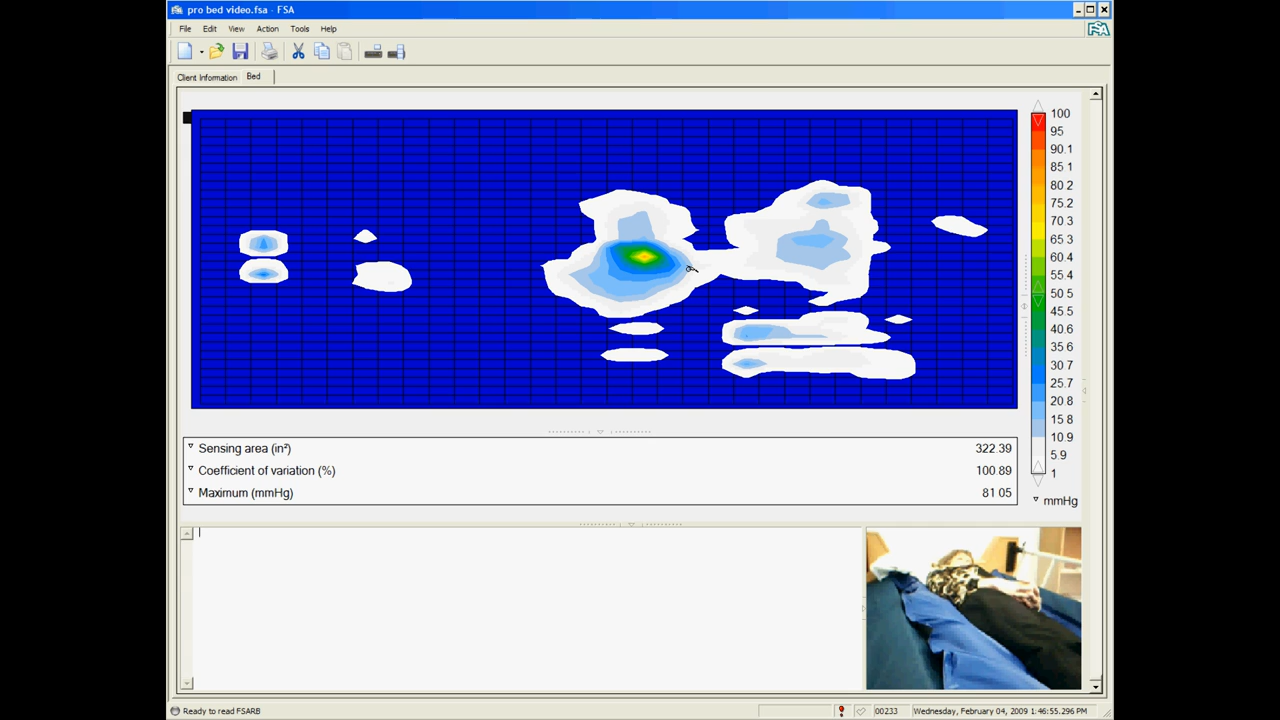 pro bed video.fsa - FSA
File Edit View Action Tools Help
FSA
Client Information Bed
100
95
90.1
85.1
80.2
75.2
70.3
65.3
60.4
55.4
50.5
45.5
40.6
35.6
30.7
25.7
20.8
15.8
10.9
5.9
1
mmHg
Sensing area (in²) 322.39
Coefficient of variation (%) 100 89
Maximum (mmHg) 81 05
Ready to read FSARB 00233 Wednesday, February 04, 2009 1:46:55.296 PM